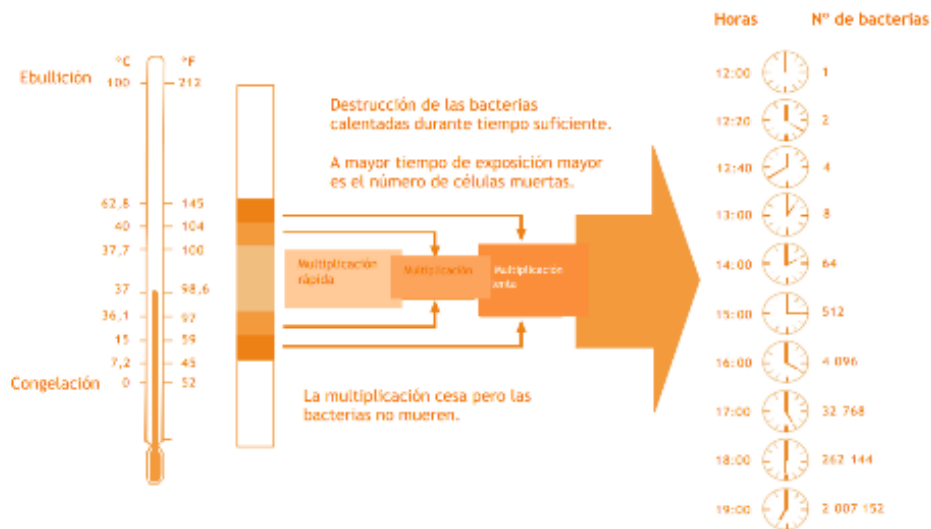 °C °F
Ebullición 100 212
62,8 145
40 104
37,7 100
37 98,6
36,1 97
15 59
7,2 45
Congelación 0 52
Destrucción de las bacterias
calentadas durante tiempo suficiente.
A mayor tiempo de exposición mayor
es el número de células muertas.
Multiplicación
rápida
Multiplicación
Multiplicación
enta
La multiplicación cesa pero las
bacterias no mueren.
Horas Nº de bacterias
12:00 1
12:20 2
12:40 4
13:00 8
14:00 64
15:00 512
16:00 4 096
17:00 32 768
18:00 262 144
19:00 2 007 152